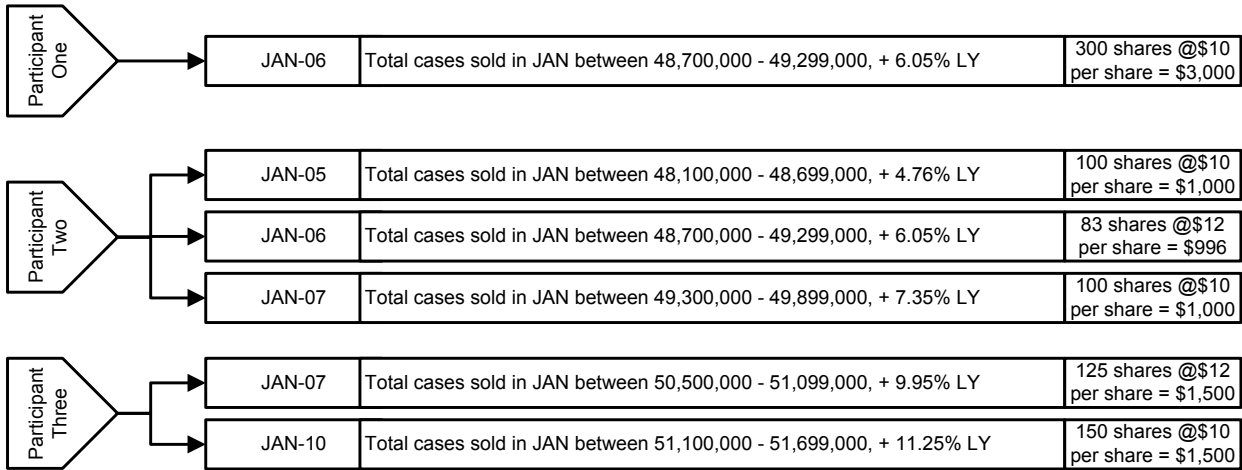 Participant
One
JAN-06
Total cases sold in JAN between 48,700,000 - 49,299,000, + 6.05% LY
300 shares @$10
per share = $3,000
Participant
Two
JAN-05
Total cases sold in JAN between 48,100,000 - 48,699,000, + 4.76% LY
100 shares @$10
per share = $1,000
JAN-06
Total cases sold in JAN between 48,700,000 - 49,299,000, + 6.05% LY
83 shares @$12
per share = $996
JAN-07
Total cases sold in JAN between 49,300,000 - 49,899,000, + 7.35% LY
100 shares @$10
per share = $1,000
Participant
Three
JAN-07
Total cases sold in JAN between 50,500,000 - 51,099,000, + 9.95% LY
125 shares @$12
per share = $1,500
JAN-10
Total cases sold in JAN between 51,100,000 - 51,699,000, + 11.25% LY
150 shares @$10
per share = $1,500